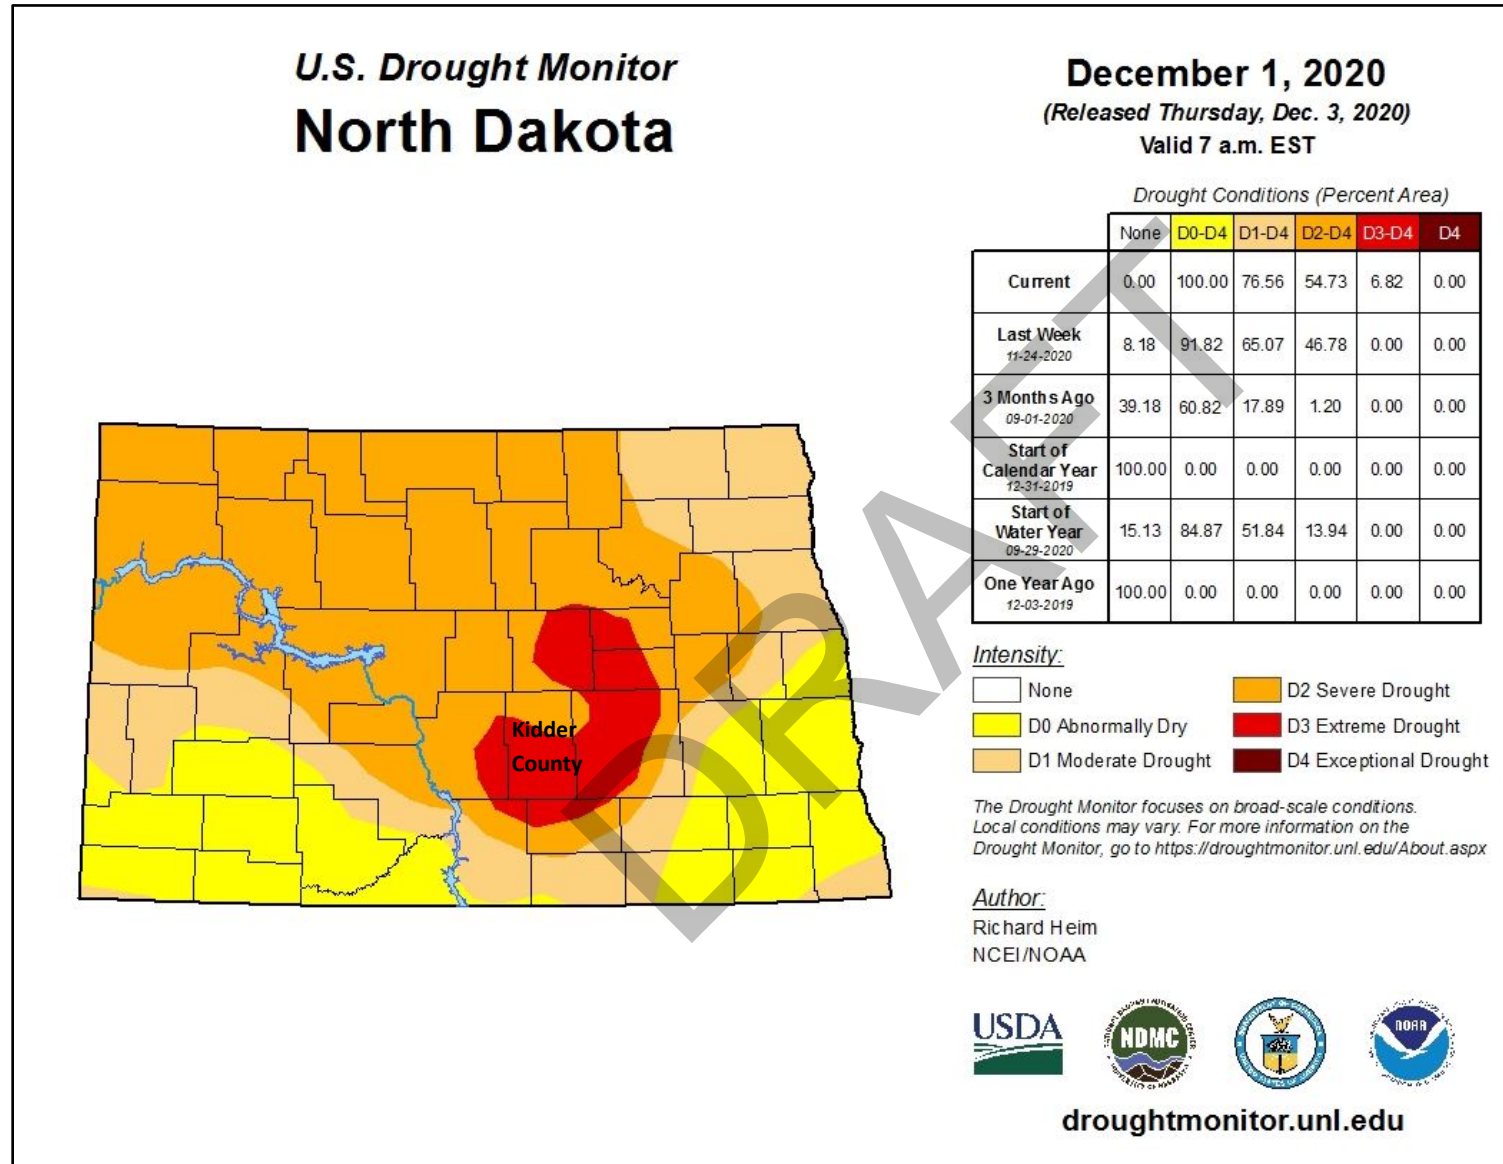 U.S. Drought Monitor
North Dakota
December 1, 2020
(Released Thursday, Dec. 3, 2020)
Valid 7 a.m. EST
Drought Conditions (Percent Area)
None D0-D4 D1-D4 D2-D4 D3-D4 D4
Current 0.00 100.00 76.56 54.73 6.82 0.00
Last Week
11-24-2020 8.18 91.82 65.07 46.78 0.00 0.00
3 Months Ago
09-01-2020 39.18 60.82 17.89 1.20 0.00 0.00
Start of
Calendar Year
12-31-2019 100.00 0.00 0.00 0.00 0.00 0.00
Start of
Water Year
09-29-2020 15.13 84.87 51.84 13.94 0.00 0.00
One Year Ago
12-03-2019 100.00 0.00 0.00 0.00 0.00 0.00
Kidder
County
DRAFT
Intensity:
None
D0 Abnormally Dry
D1 Moderate Drought
D2 Severe Drought
D3 Extreme Drought
D4 Exceptional Drought
The Drought Monitor focuses on broad-scale conditions.
Local conditions may vary. For more information on the
Drought Monitor, go to https://droughtmonitor.unl.edu/About.aspx
Author:
Richard Heim
NCEI/NOAA
USDA
NDMC
NOAA
droughtmonitor.unl.edu